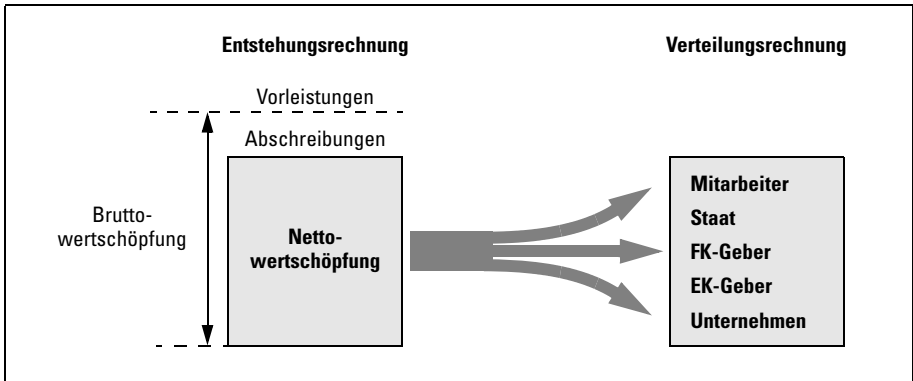 Entstehungsrechnung
Verteilungsrechnung
Vorleistungen
Abschreibungen
Brutto-
wertschöpfung
Netto-
wertschöpfung
Mitarbeiter
Staat
FK-Geber
EK-Geber
Unternehmen